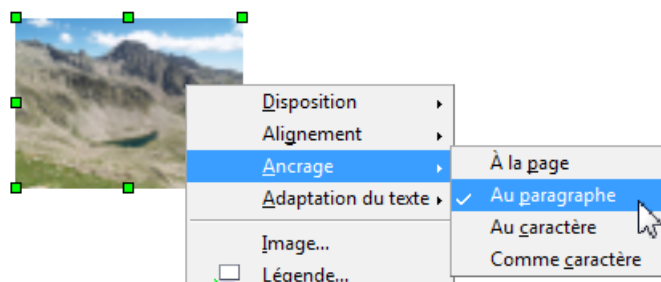 Disposition
Alignement
Ancrage
Adaptation du texte
Image...
Légende...
À la page
Au paragraphe
Au caractère
Comme caractère